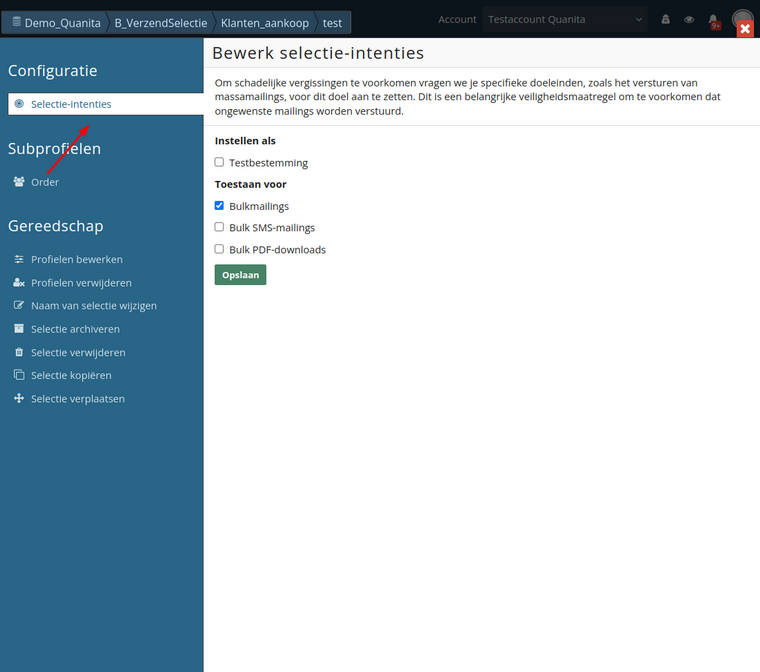 Demo_Quanita B_VerzendSelectie Klanten_aankoop test Account Testaccount Quanita 9+
Configuratie
Selectie-intenties
Subprofielen
Order
Gereedschap
Profielen bewerken
Profielen verwijderen
Naam van selectie wijzigen
Selectie archiveren
Selectie verwijderen
Selectie kopiëren
Selectie verplaatsen
Bewerk selectie-intenties
Om schadelijke vergissingen te voorkomen vragen we je specifieke doeleinden, zoals het versturen van
massamailings, voor dit doel aan te zetten. Dit is een belangrijke veiligheidsmaatregel om te voorkomen dat
ongewenste mailings worden verstuurd.
Instellen als
Testbestemming
Toestaan voor
Bulkmailings
Bulk SMS-mailings
Bulk PDF-downloads
Opslaan